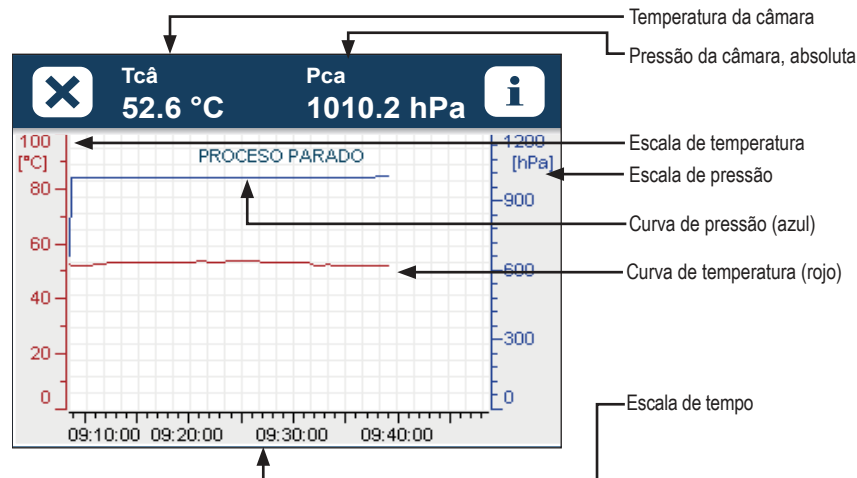 Temperatura da câmara
Pressão da câmara, absoluta
Tcâ
52.6 °C
Pca
1010.2 hPa
i
100
[°C]
80
60
40
20
0
PROCESO PARADO
1200
[hPa]
900
600
300
0
09:10:00 09:20:00 09:30:00 09:40:00
Escala de temperatura
Escala de pressão
Curva de pressão (azul)
Curva de temperatura (rojo)
Escala de tempo